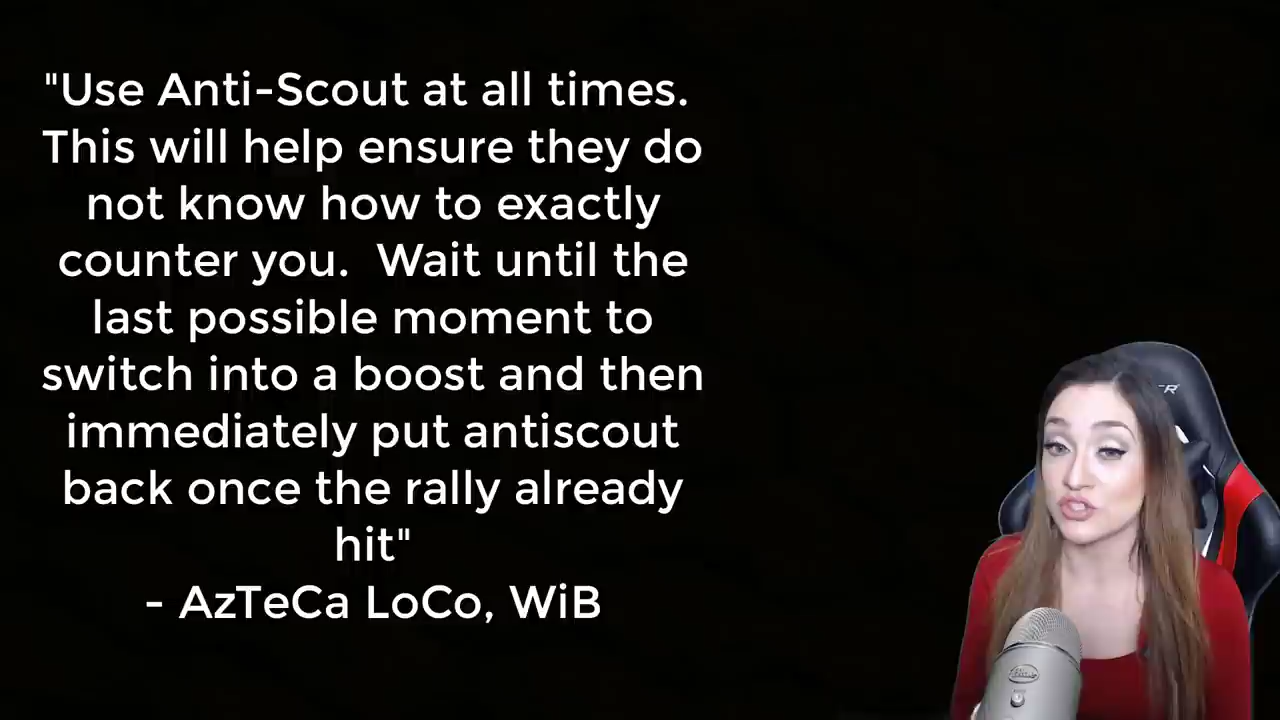 "Use Anti-Scout at all times.
This will help ensure they do
not know how to exactly
counter you.  Wait until the
last possible moment to
switch into a boost and then
immediately put antiscout
back once the rally already
hit"
- AzTeCa LoCo, WiB